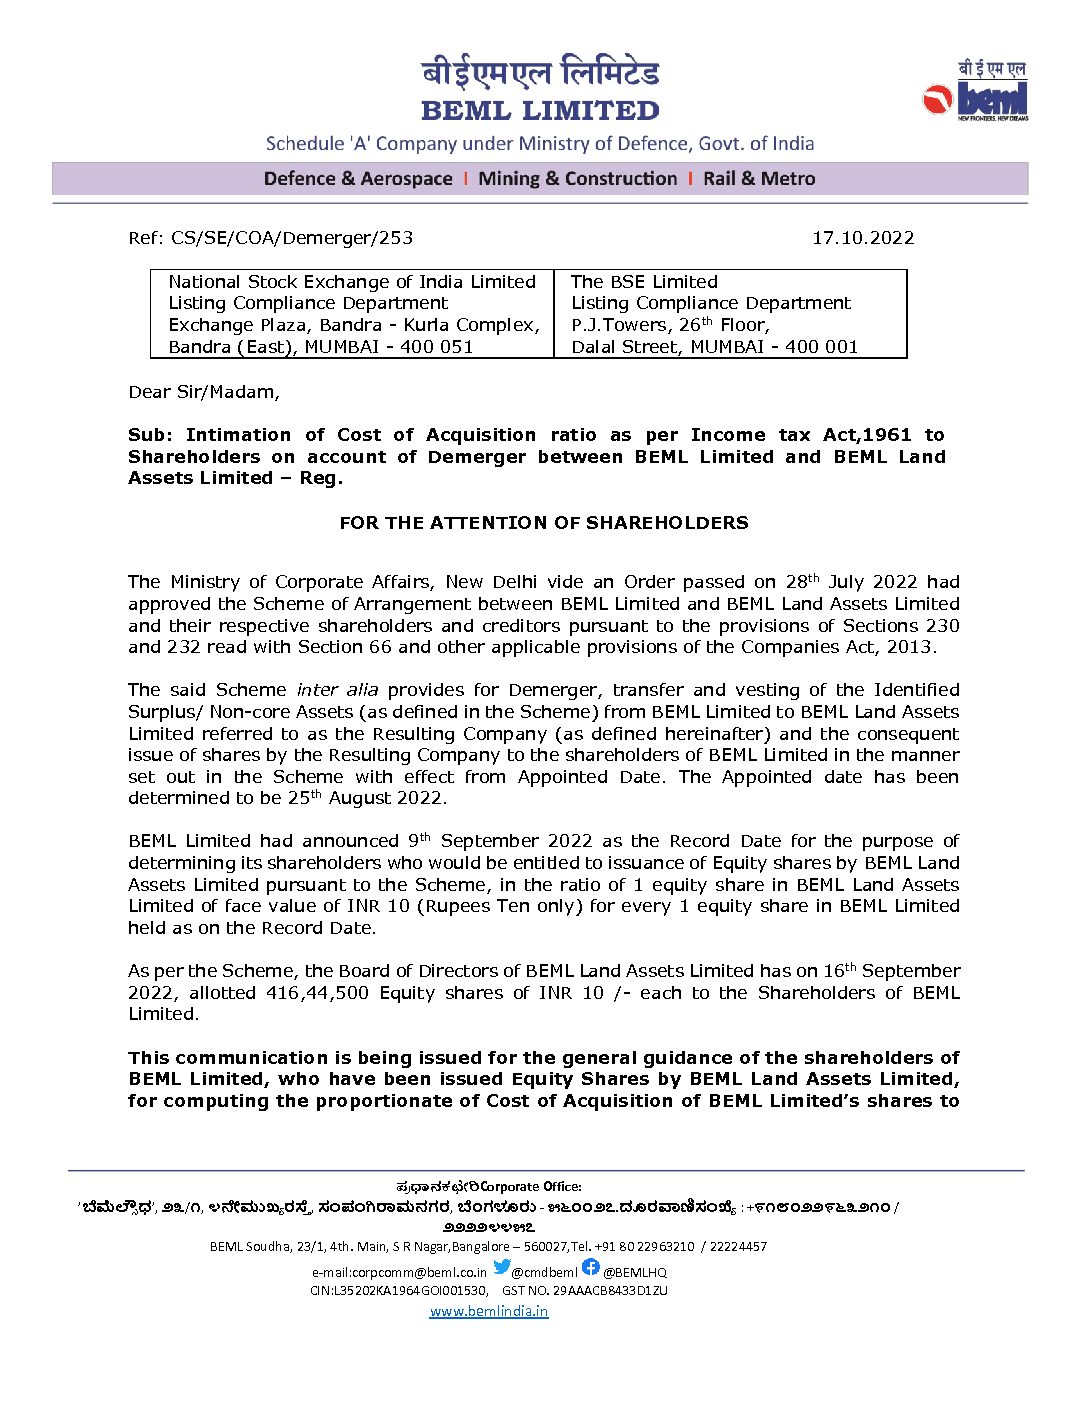 बीईएमएल लिमिटेड
BEML LIMITED
Schedule 'A' Company under Ministry of Defence, Govt. of India
Defence & Aerospace I Mining & Construction I Rail & Metro
बी ई एम एल
beml
NEW FRONTIERS. NEW DREAMS
Ref: CS/SE/COA/Demerger/253 17.10.2022
National Stock Exchange of India Limited
Listing Compliance Department
Exchange Plaza, Bandra - Kurla Complex,
Bandra (East), MUMBAI - 400 051
The BSE Limited
Listing Compliance Department
P.J.Towers, 26th Floor,
Dalal Street, MUMBAI - 400 001
Dear Sir/Madam,
Sub: Intimation of Cost of Acquisition ratio as per Income tax Act,1961 to
Shareholders on account of Demerger between BEML Limited and BEML Land
Assets Limited – Reg.
FOR THE ATTENTION OF SHAREHOLDERS
The Ministry of Corporate Affairs, New Delhi vide an Order passed on 28th July 2022 had
approved the Scheme of Arrangement between BEML Limited and BEML Land Assets Limited
and their respective shareholders and creditors pursuant to the provisions of Sections 230
and 232 read with Section 66 and other applicable provisions of the Companies Act, 2013.
The said Scheme inter alia provides for Demerger, transfer and vesting of the Identified
Surplus/ Non-core Assets (as defined in the Scheme) from BEML Limited to BEML Land Assets
Limited referred to as the Resulting Company (as defined hereinafter) and the consequent
issue of shares by the Resulting Company to the shareholders of BEML Limited in the manner
set out in the Scheme with effect from Appointed Date. The Appointed date has been
determined to be 25th August 2022.
BEML Limited had announced 9th September 2022 as the Record Date for the purpose of
determining its shareholders who would be entitled to issuance of Equity shares by BEML Land
Assets Limited pursuant to the Scheme, in the ratio of 1 equity share in BEML Land Assets
Limited of face value of INR 10 (Rupees Ten only) for every 1 equity share in BEML Limited
held as on the Record Date.
As per the Scheme, the Board of Directors of BEML Land Assets Limited has on 16th September
2022, allotted 416,44,500 Equity shares of INR 10 /- each to the Shareholders of BEML
Limited.
This communication is being issued for the general guidance of the shareholders of
BEML Limited, who have been issued Equity Shares by BEML Land Assets Limited,
for computing the proportionate of Cost of Acquisition of BEML Limited's shares to
ಪ್ರಧಾನಕಛೇರಿCorporate Office:
'ಬೆಮೆಲ್‌ಸೌಧ', ೨೩/೧, ೪ನೇಮುಖ್ಯರಸ್ತೆ, ಸಂಪಂಗಿರಾಮನಗರ, ಬೆಂಗಳೂರು - ೫೬೦೦೨೭.ದೂರವಾಣಿಸಂಖ್ಯೆ : +೯೧೮೦೨೨೯೬೩೨೧೦ /
೨೨೨೨೪೪೫೭
BEML Soudha, 23/1, 4th. Main, S R Nagar,Bangalore – 560027,Tel. +91 80 22963210 / 22224457
e-mail:corpcomm@beml.co.in @cmdbeml @BEMLHQ
CIN:L35202KA1964GOI001530, GST NO. 29AAACB8433D1ZU
www.bemlindia.in